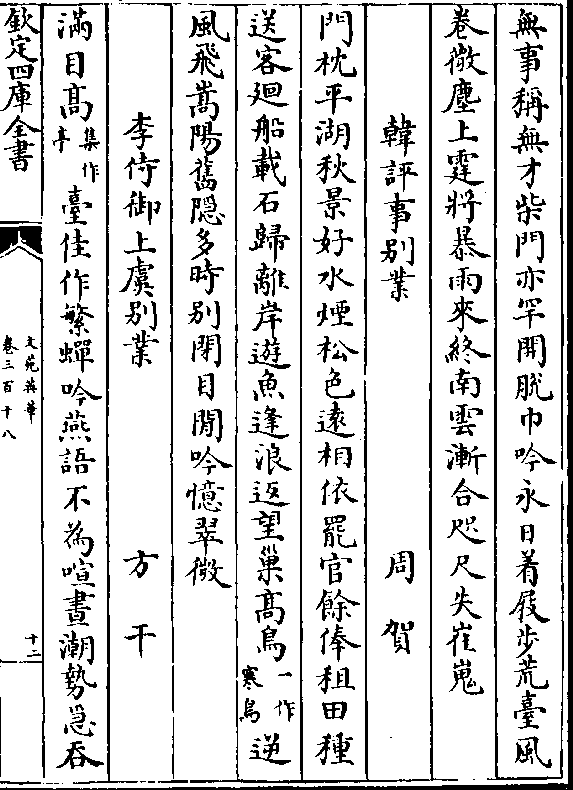 無事稱無才柴門亦罕開脱巾吟永日着屐步荒臺風
卷微塵上霆將暴雨來終南雲漸合咫尺失崔嵬
韓評事别業 周賀
門枕平湖秋景好水煙松色遠相依罷官餘俸租田種
送客廻船載石歸離岸遊魚逢浪返望巢高鳥一作寒鳥逆
風飛嵩陽舊隱多時别閉目閒吟憶翠微
李侍御上虞别業 方干
滿目高集作亭臺佳作繁蟬吟燕語不為喧晝潮勢急吞
欽定四庫全書
文苑英華
卷三百十八
十二